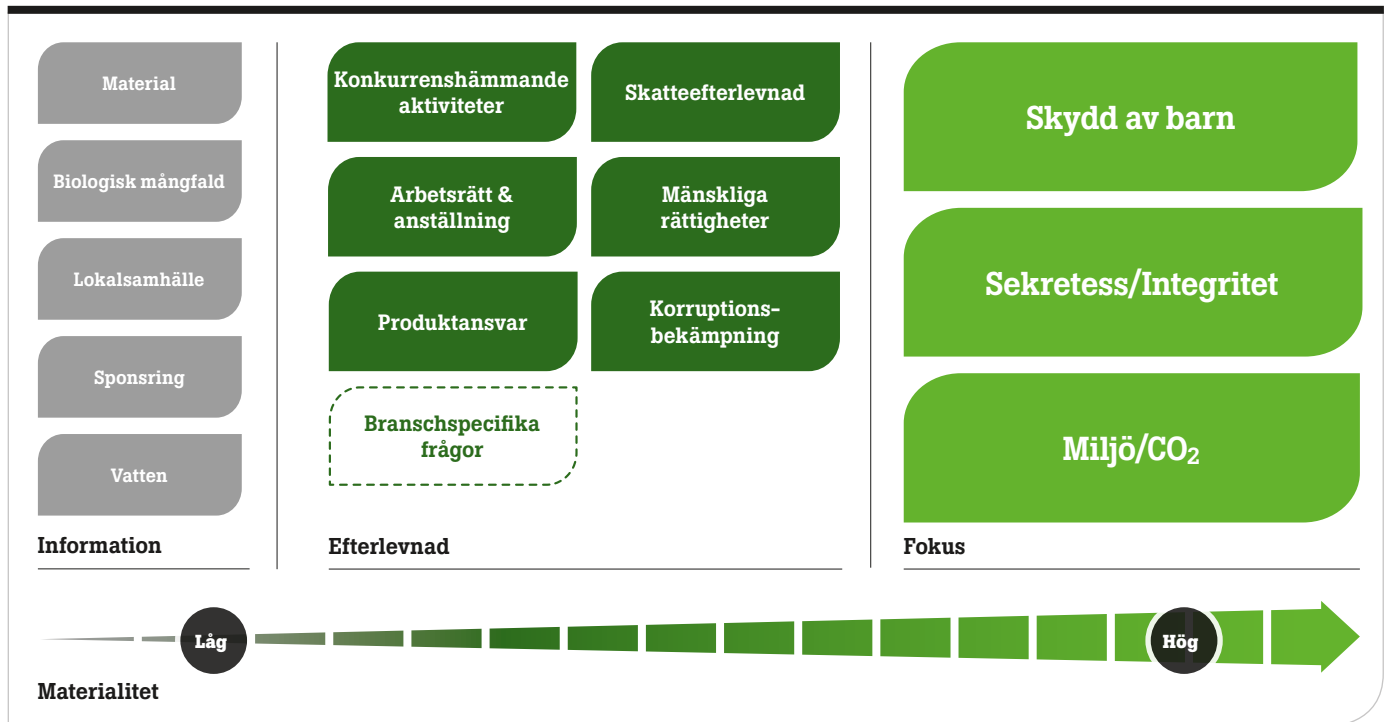 Material
Biologisk mångfald
Lokalsamhälle
Sponsring
Vatten
Information
Konkurrenshämmande
aktiviteter
Skatteefterlevnad
Arbetsrätt &
anställning
Mänskliga
rättigheter
Produktansvar
Korruptions-
bekämpning
Branschspecifika
frågor
Efterlevnad
Skydd av barn
Sekretess/Integritet
Miljö/CO₂
Fokus
Låg
Hög
Materialitet